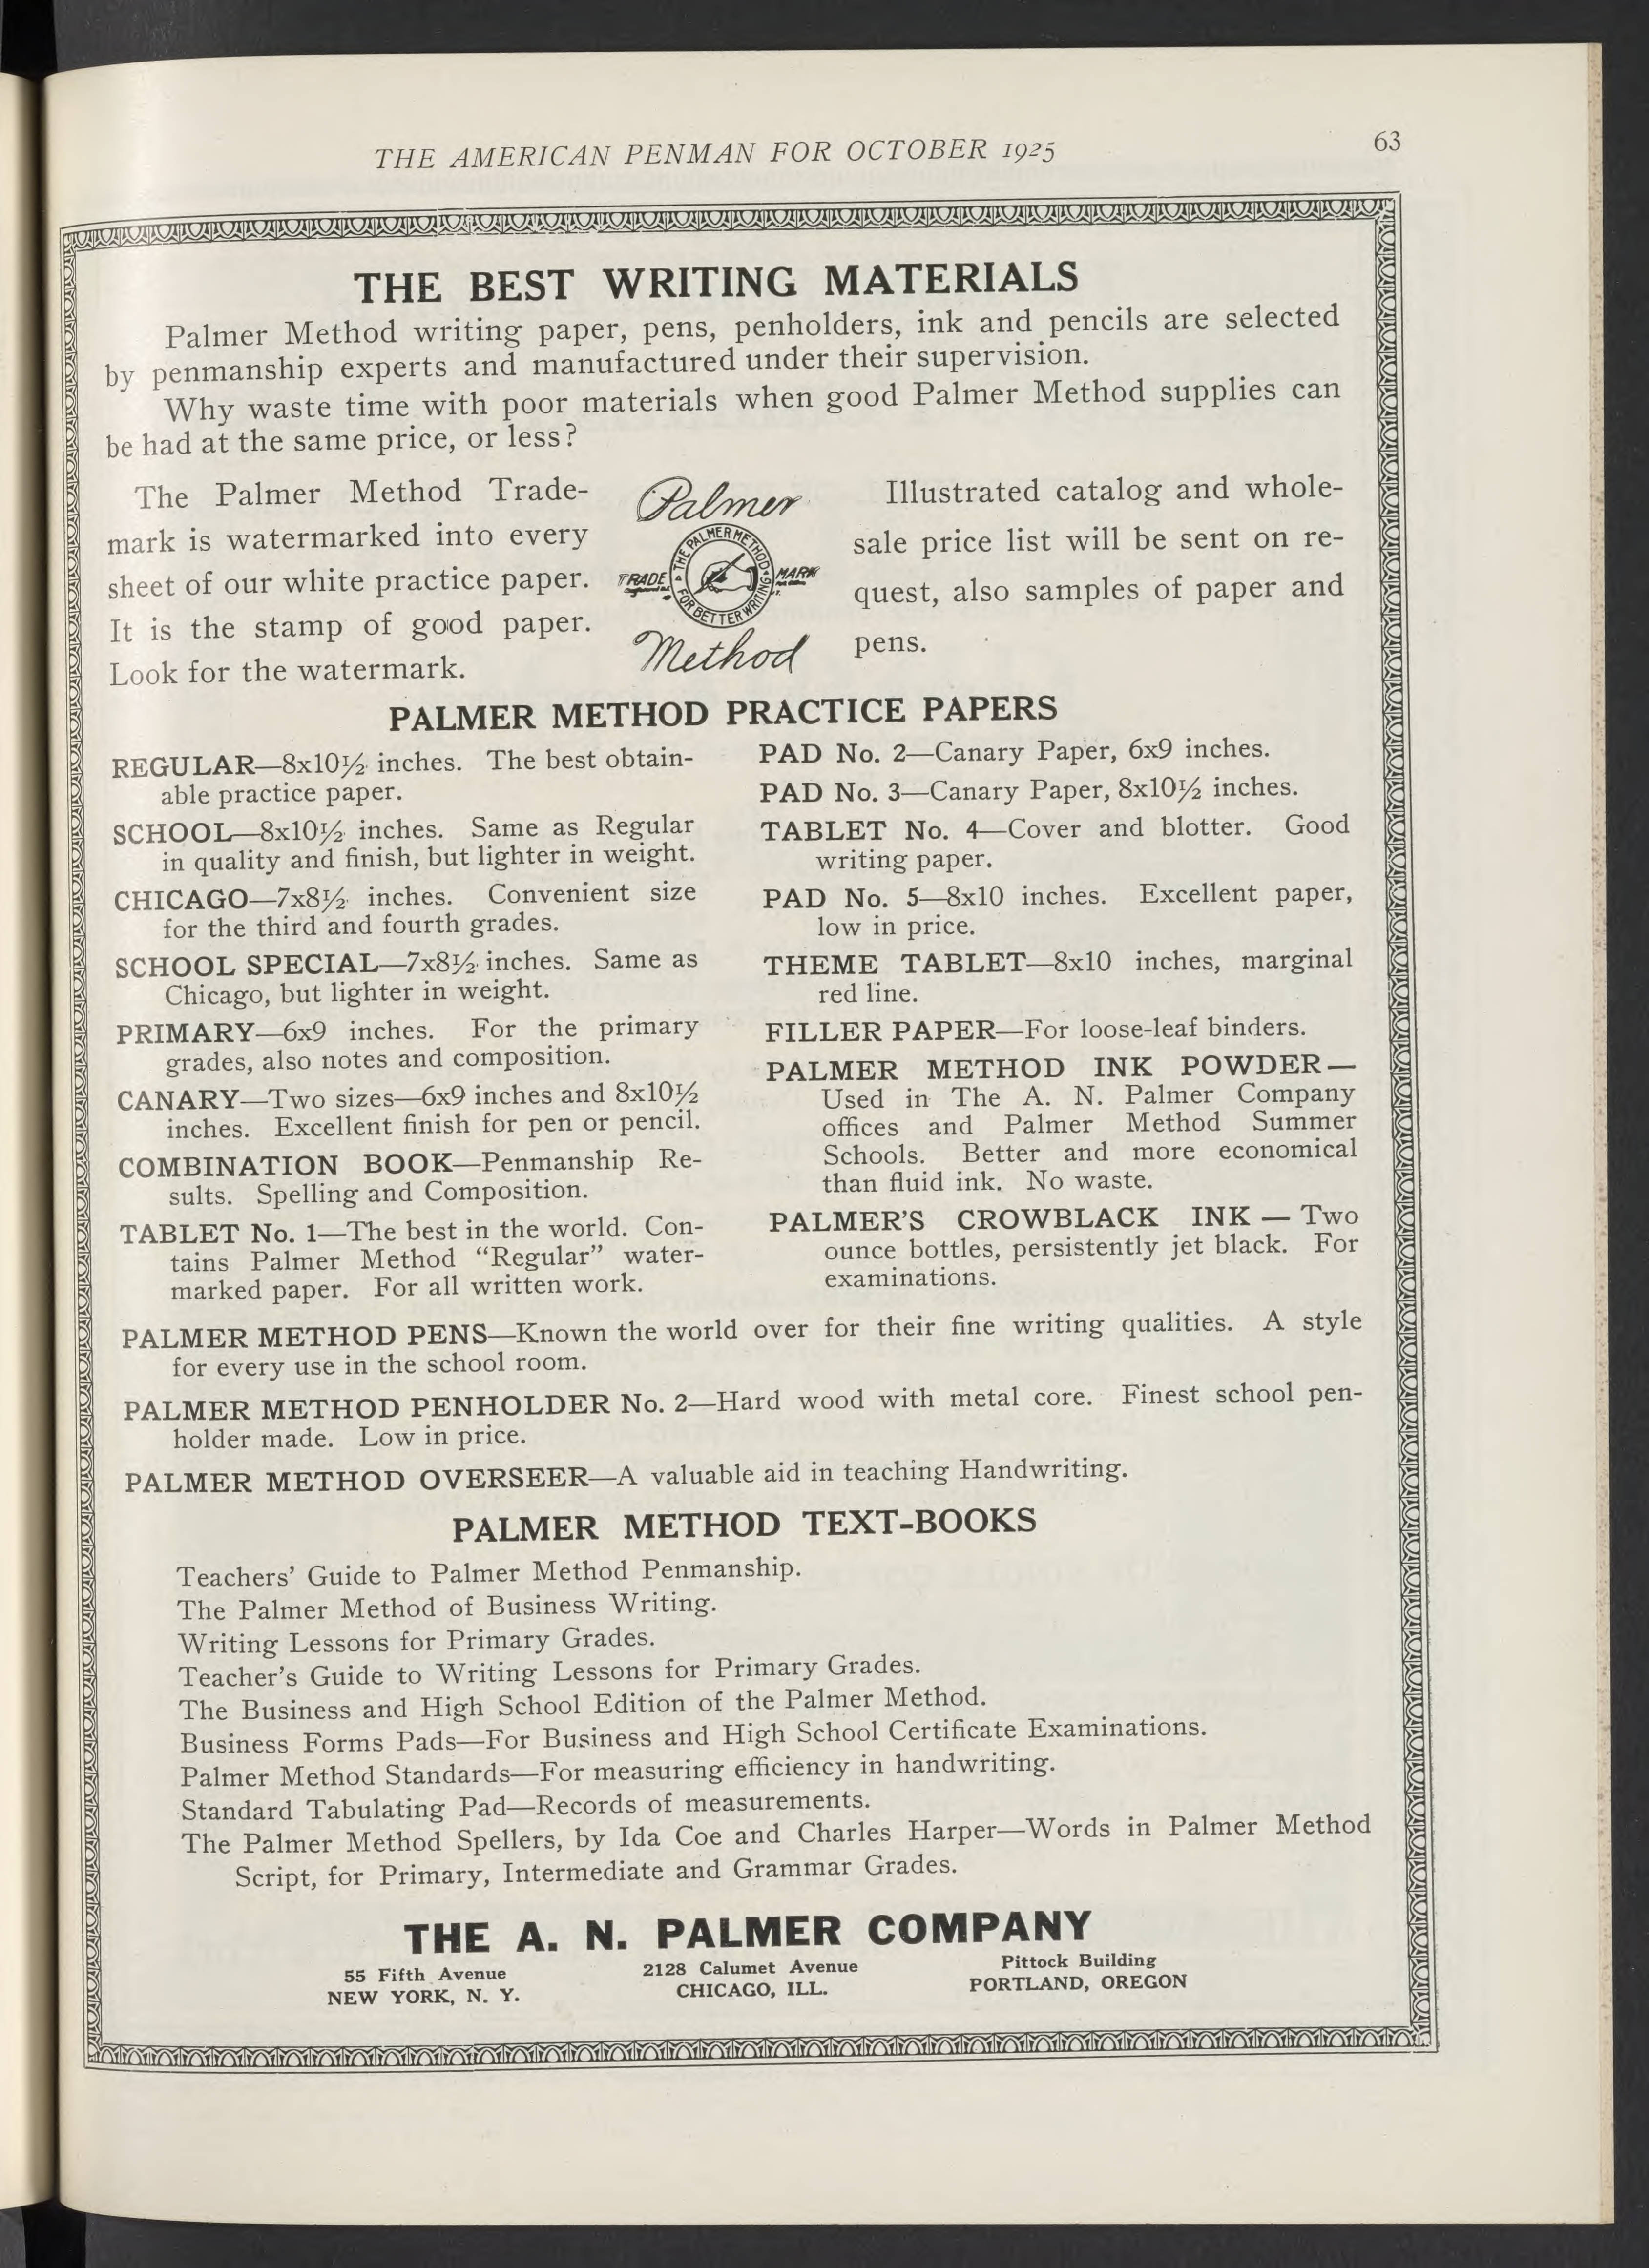 THE AMERICAN PENMAN FOR OCTOBER 1925
63
THE BEST WRITING MATERIALS
Palmer Method writing paper, pens, penholders, ink and pencils are selected
by penmanship experts and manufactured under their supervision.
Why waste time with poor materials when good Palmer Method supplies can
be had at the same price, or less?
The Palmer Method Trade-
mark is watermarked into every
sheet of our white practice paper.
It is the stamp of good paper.
Look for the watermark.
Palmer
THE PALMER METHOD
TRADE MARK
FOR BETTER WRITING
Method
Illustrated catalog and whole-
sale price list will be sent on re-
quest, also samples of paper and
pens.
PALMER METHOD PRACTICE PAPERS
REGULAR—8x10½ inches. The best obtain-
able practice paper.
SCHOOL—8x10½ inches. Same as Regular
in quality and finish, but lighter in weight.
CHICAGO—7x8½ inches. Convenient size
for the third and fourth grades.
SCHOOL SPECIAL—7x8½ inches. Same as
Chicago, but lighter in weight.
PRIMARY—6x9 inches. For the primary
grades, also notes and composition.
CANARY—Two sizes—6x9 inches and 8x10½
inches. Excellent finish for pen or pencil.
COMBINATION BOOK—Penmanship Re-
sults. Spelling and Composition.
TABLET No. 1—The best in the world. Con-
tains Palmer Method “Regular” water-
marked paper. For all written work.
PAD No. 2—Canary Paper, 6x9 inches.
PAD No. 3—Canary Paper, 8x10½ inches.
TABLET No. 4—Cover and blotter. Good
writing paper.
PAD No. 5—8x10 inches. Excellent paper,
low in price.
THEME TABLET—8x10 inches, marginal
red line.
FILLER PAPER—For loose-leaf binders.
PALMER METHOD INK POWDER—
Used in The A. N. Palmer Company
offices and Palmer Method Summer
Schools. Better and more economical
than fluid ink. No waste.
PALMER'S CROWBLACK INK — Two
ounce bottles, persistently jet black. For
examinations.
PALMER METHOD PENS—Known the world over for their fine writing qualities. A style
for every use in the school room.
PALMER METHOD PENHOLDER No. 2—Hard wood with metal core. Finest school pen-
holder made. Low in price.
PALMER METHOD OVERSEER—A valuable aid in teaching Handwriting.
PALMER METHOD TEXT-BOOKS
Teachers' Guide to Palmer Method Penmanship.
The Palmer Method of Business Writing.
Writing Lessons for Primary Grades.
Teacher's Guide to Writing Lessons for Primary Grades.
The Business and High School Edition of the Palmer Method.
Business Forms Pads—For Business and High School Certificate Examinations.
Palmer Method Standards—For measuring efficiency in handwriting.
Standard Tabulating Pad—Records of measurements.
The Palmer Method Spellers, by Ida Coe and Charles Harper—Words in Palmer Method
Script, for Primary, Intermediate and Grammar Grades.
THE A. N. PALMER COMPANY
55 Fifth Avenue
NEW YORK, N. Y.
2128 Calumet Avenue
CHICAGO, ILL.
Pittock Building
PORTLAND, OREGON